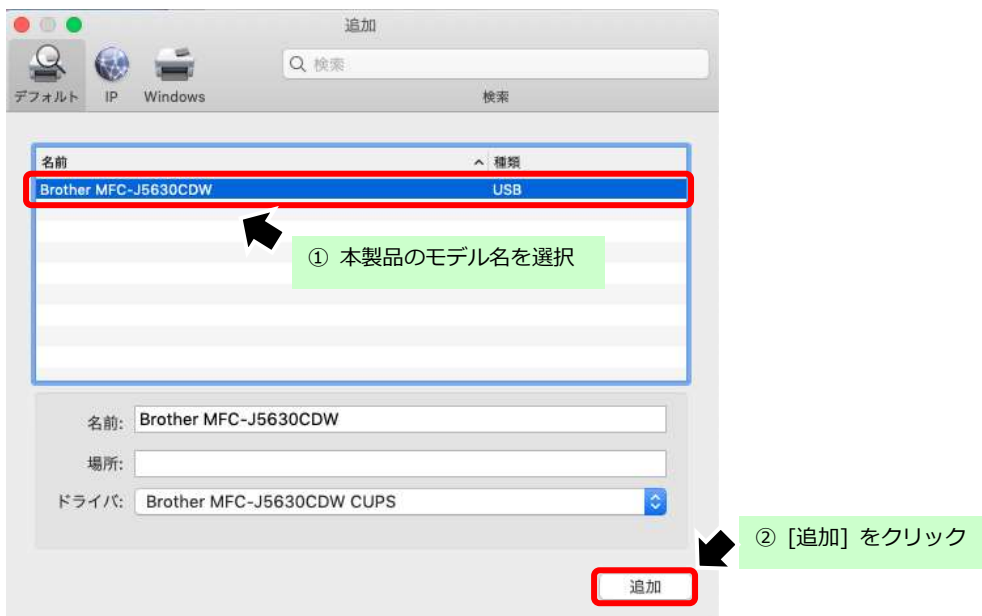 追加
検索
デフォルト IP Windows 検索
名前 種類
Brother MFC-J5630CDW USB
① 本製品のモデル名を選択
名前: Brother MFC-J5630CDW
場所:
ドライバ: Brother MFC-J5630CDW CUPS
② [追加] をクリック
追加